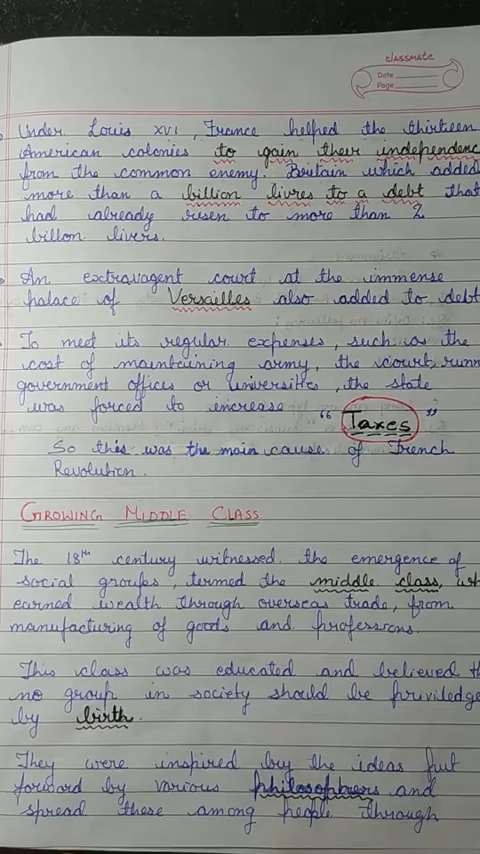 classmate
Date
Page
Under Louis XVI, France helped the thirteen
American colonies to gain their independenc
from the common enemy. Britain which added
more than a billion livres to a debt that
had already risen to more than 2
billon livers.
An extravagent court at the immense
palace of Versailles also added to debt
To meet its regular expenses, such as the
cost of maintaining army, the court, runn
government offices or universities, the state
was forced to increase "Taxes"
So this was the main cause of French
Revolution.
GROWING MIDDLE CLASS
The 18th century witnessed the emergence of
social groups, termed the middle class, wh
earned wealth through overseas trade, from
manufacturing of goods and professions.
This class was educated and believed th
no group in society should be priviledge
by birth.
They were inspired by the ideas put
forward by various philosophers and
spread these among people through